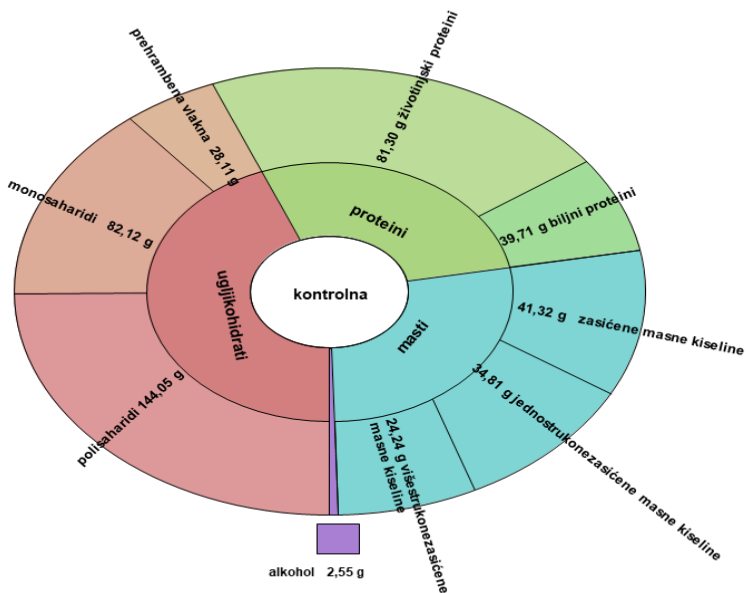 prehrambena vlakna 28,11 g
81,30 g životinjski proteini
monosaharidi 82,12 g
proteini
39,71 g biljni proteini
ugljikohidrati
kontrolna
masti
41,32 g zasićene masne kiseline
34,81 g jednostrukonezasićene masne kiseline
polisaharidi 144,05 g
24,24 g višestrukonezasićene
masne kiseline
alkohol 2,55 g